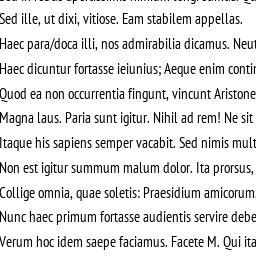 Sed ille, ut dixi, vitiose. Eam stabilem appellas.
Haec para/doca illi, nos admirabilia dicamus. Neut
Haec dicuntur fortasse ieiunius; Aeque enim contin
Quod ea non occurrentia fingunt, vincunt Aristone
Magna laus. Paria sunt igitur. Nihil ad rem! Ne sit
Itaque his sapiens semper vacabit. Sed nimis mult
Non est igitur summum malum dolor. Ita prorsus,
Collige omnia, quae soletis: Praesidium amicorum.
Nunc haec primum fortasse audientis servire debe
Verum hoc idem saepe faciamus. Facete M. Qui ita